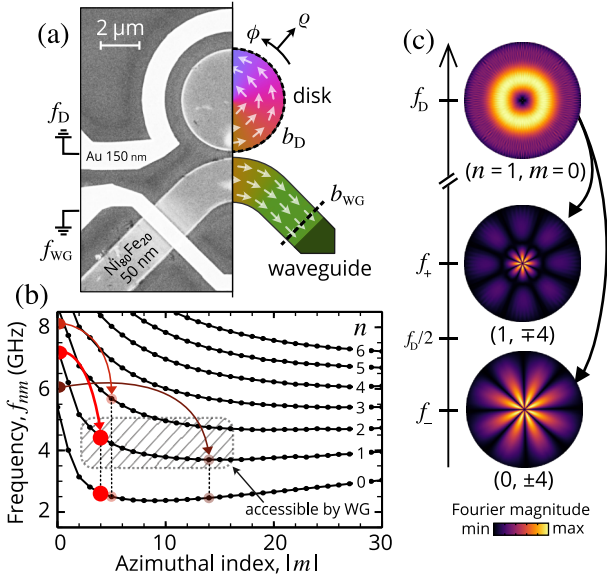 (a)
2 μm
ϕ
ϱ
disk
f_D
b_D
Au 150 nm
b_WG
f_WG
Ni₈₀Fe₂₀
50 nm
waveguide
(b)
Frequency, f_nm (GHz)
8
6
4
2
n
6
5
4
3
2
1
0
accessible by WG
0
10
20
30
Azimuthal index, |m|
(c)
f_D
(n = 1, m = 0)
f_+
(1, ∓4)
f_D/2
f_-
(0, ±4)
Fourier magnitude
min
max